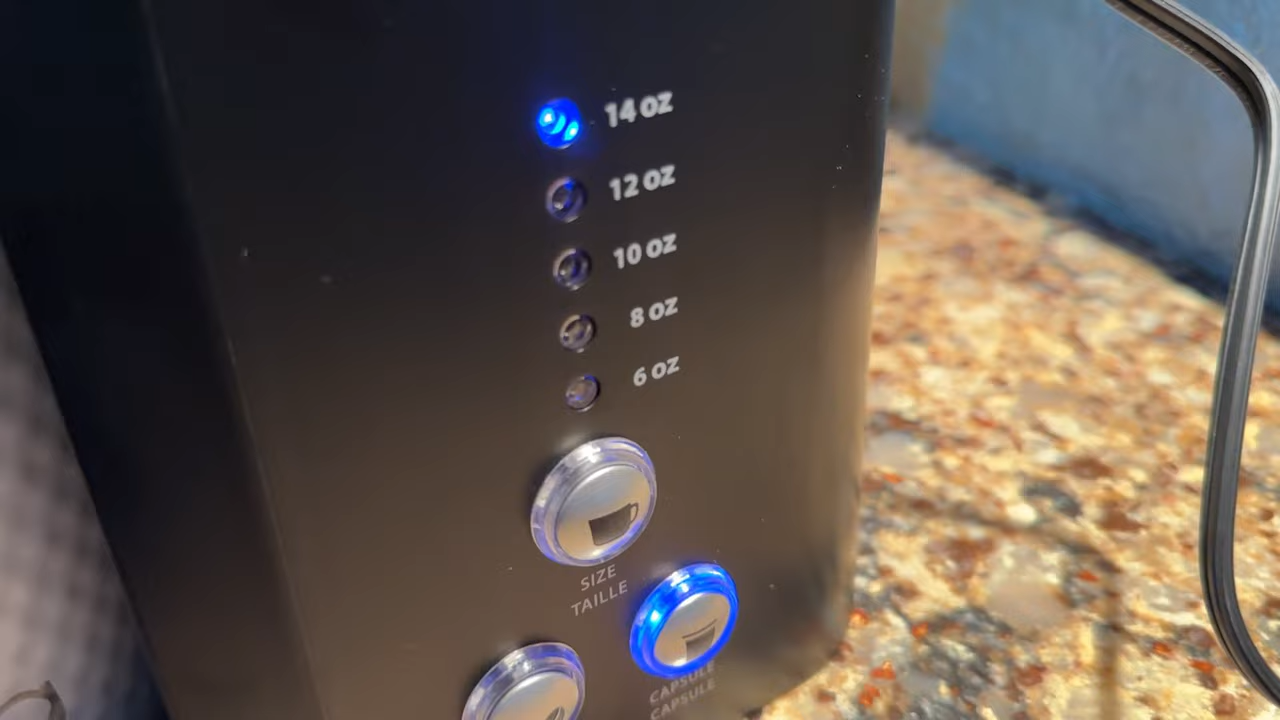 14 OZ
12 OZ
10 OZ
8 OZ
6 OZ
SIZE
TAILLE
CAPSULE
CAPSULE